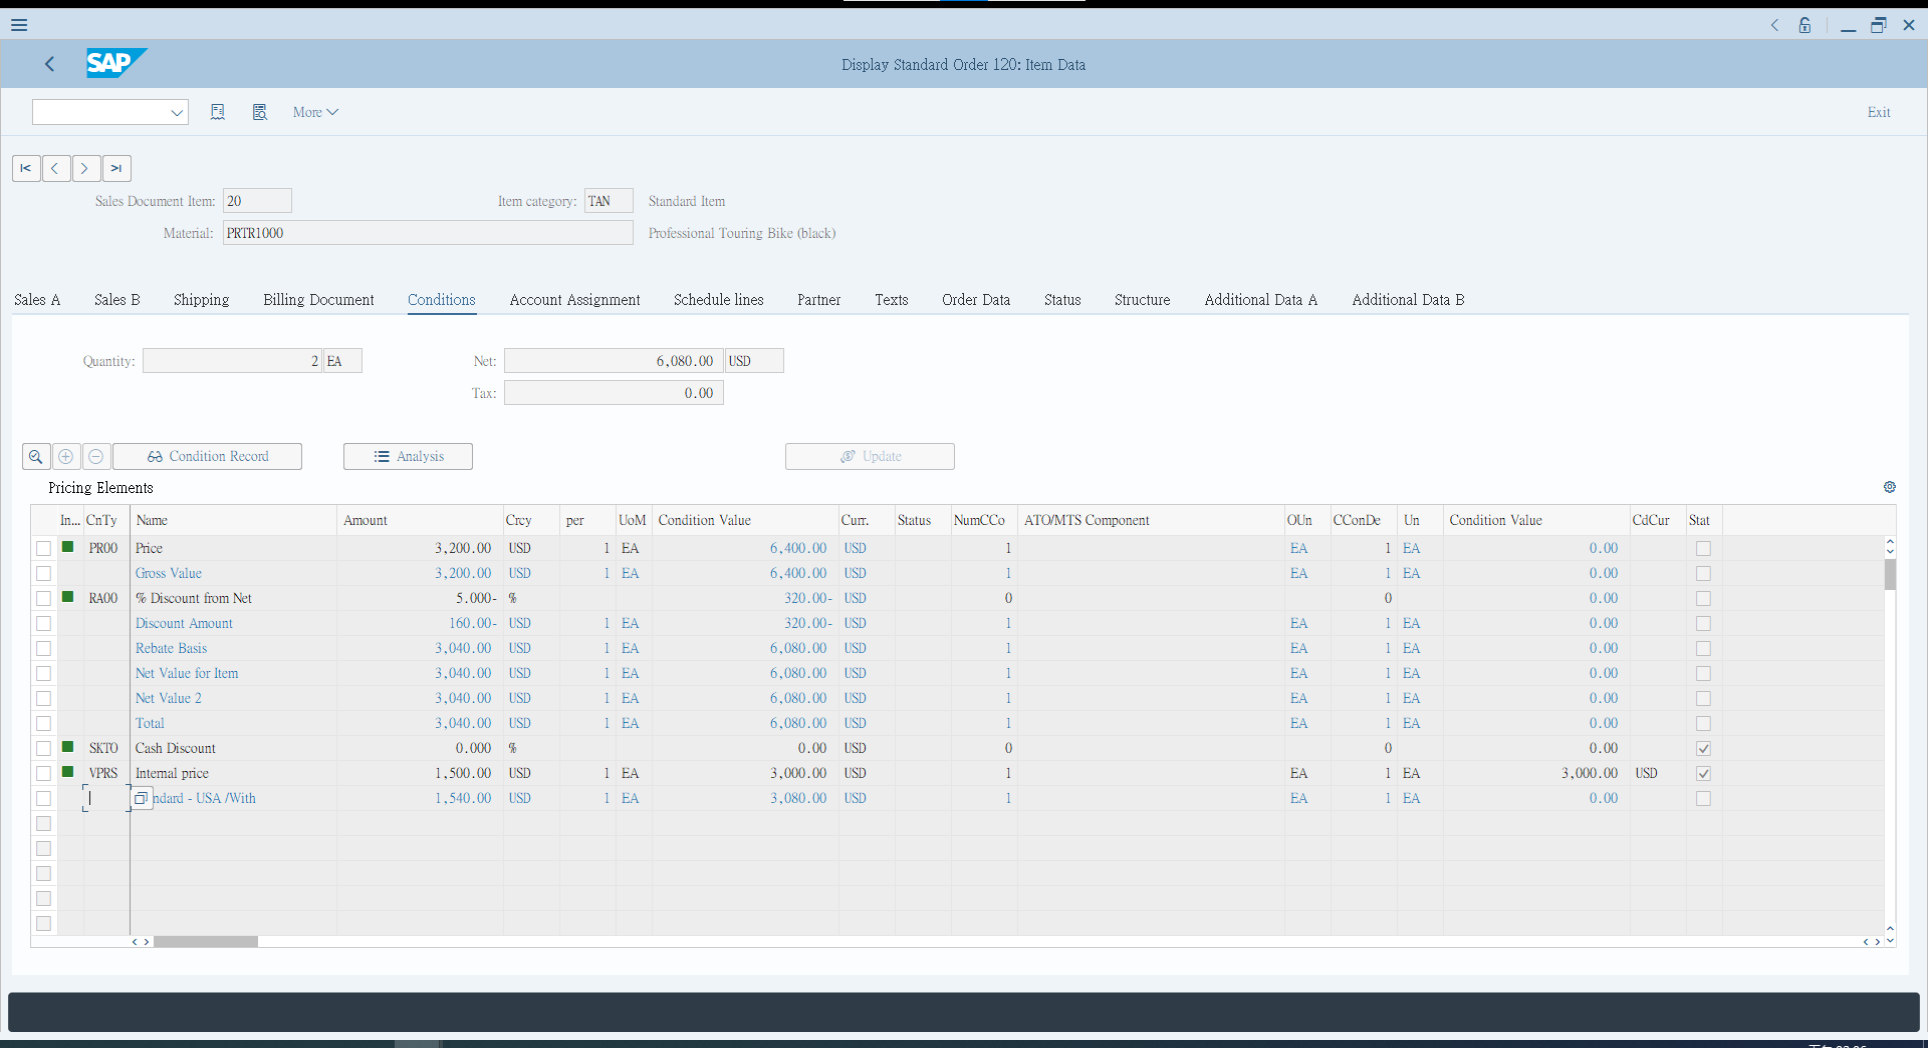 SAP
Display Standard Order 120: Item Data
More
Exit
Sales Document Item: 20 Item category: TAN Standard Item
Material: PRTR1000 Professional Touring Bike (black)
Sales A Sales B Shipping Billing Document Conditions Account Assignment Schedule lines Partner Texts Order Data Status Structure Additional Data A Additional Data B
Quantity: 2 EA Net: 6,080.00 USD
Tax: 0.00
Condition Record Analysis Update
Pricing Elements
In... CnTy Name Amount Crcy per UoM Condition Value Curr. Status NumCCo ATO/MTS Component OUn CConDe Un Condition Value CdCur Stat
PR00 Price 3,200.00 USD 1 EA 6,400.00 USD 1 EA 1 EA 0.00
Gross Value 3,200.00 USD 1 EA 6,400.00 USD 1 EA 1 EA 0.00
RA00 % Discount from Net 5.000- % 320.00- USD 0 0 0.00
Discount Amount 160.00- USD 1 EA 320.00- USD 1 EA 1 EA 0.00
Rebate Basis 3,040.00 USD 1 EA 6,080.00 USD 1 EA 1 EA 0.00
Net Value for Item 3,040.00 USD 1 EA 6,080.00 USD 1 EA 1 EA 0.00
Net Value 2 3,040.00 USD 1 EA 6,080.00 USD 1 EA 1 EA 0.00
Total 3,040.00 USD 1 EA 6,080.00 USD 1 EA 1 EA 0.00
SKTO Cash Discount 0.000 % 0.00 USD 0 0 0.00
VPRS Internal price 1,500.00 USD 1 EA 3,000.00 USD 1 EA 1 EA 3,000.00 USD
ndard - USA /With 1,540.00 USD 1 EA 3,080.00 USD 1 EA 1 EA 0.00